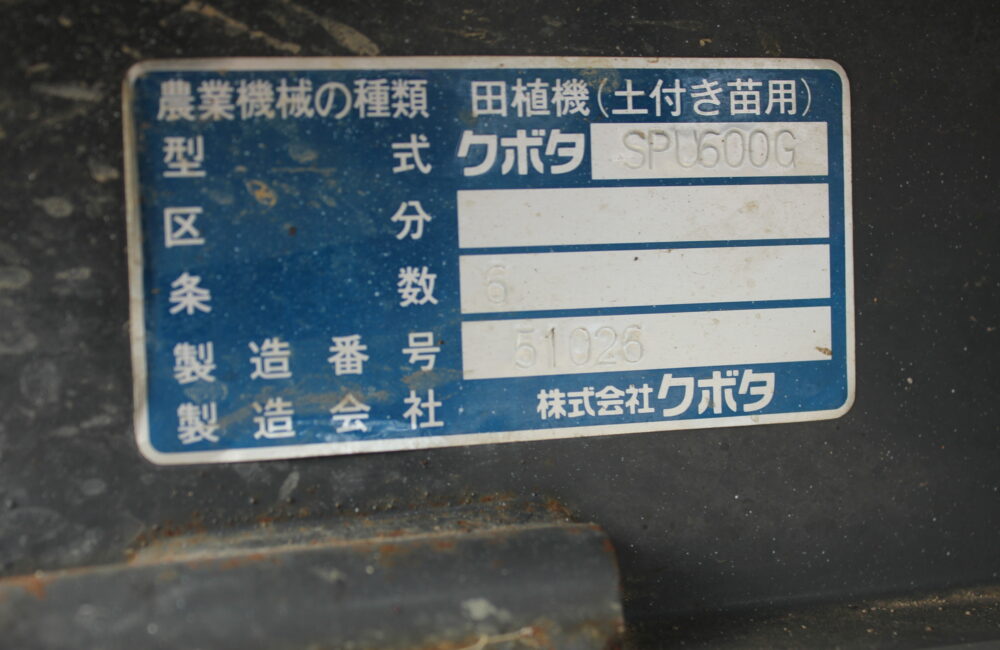 農業機械の種類 田植機(土付き苗用)
型式 クボタ SPU600G
区分
条数 6
製造番号 51026
製造会社 株式会社クボタ